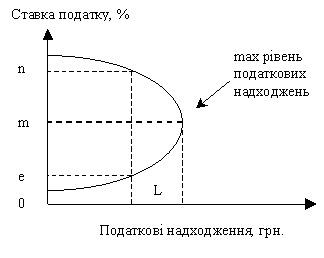 Ставка податку, %
n
max рівень
податкових
надходжень
m
e
L
0
Податкові надходження, грн.